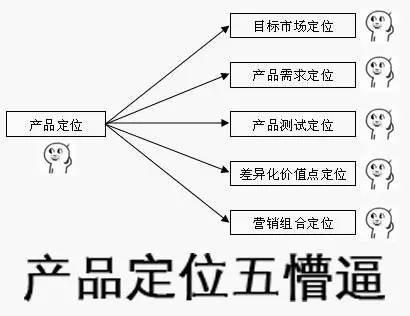 目标市场定位
产品需求定位
产品定位
产品测试定位
差异化价值点定位
营销组合定位
产品定位五懵逼